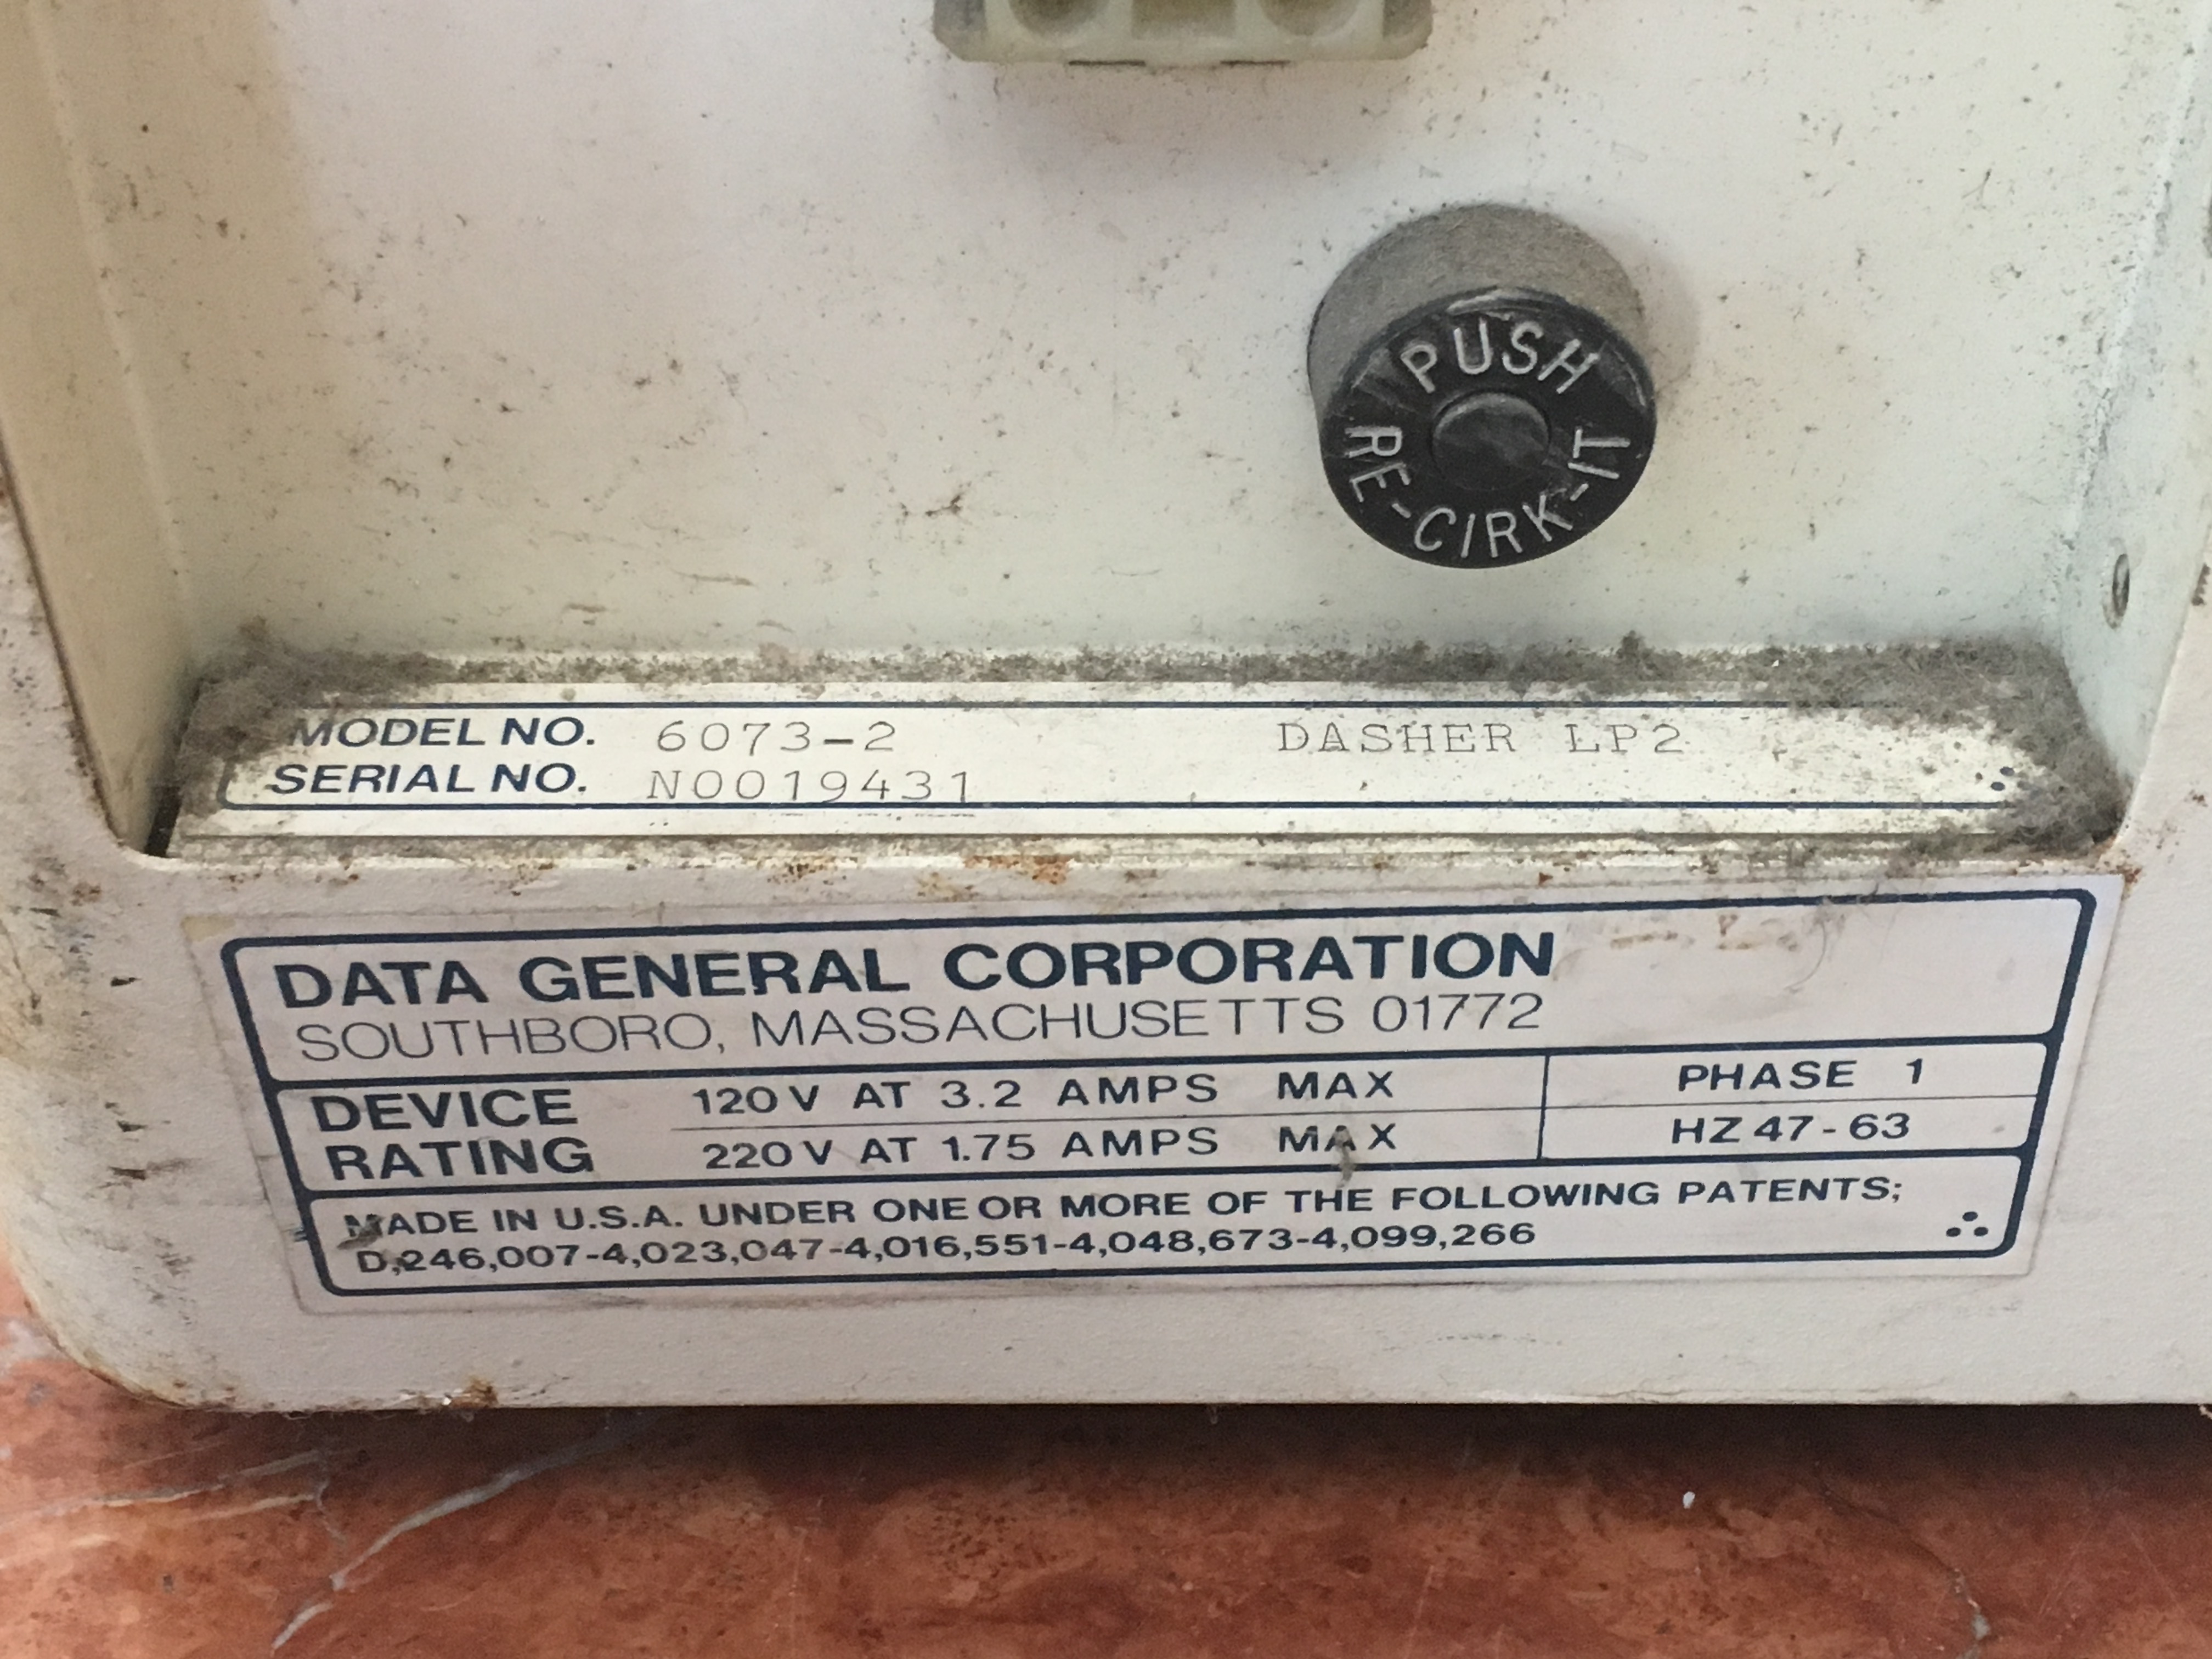 PUSH
RE-CIRK-IT
MODEL NO. 6073-2 DASHER LP2
SERIAL NO. N0019431
DATA GENERAL CORPORATION
SOUTHBORO, MASSACHUSETTS 01772
DEVICE RATING
120V AT 3.2 AMPS MAX PHASE 1
220V AT 1.75 AMPS MAX HZ 47-63
MADE IN U.S.A. UNDER ONE OR MORE OF THE FOLLOWING PATENTS;
D,246,007-4,023,047-4,016,551-4,048,673-4,099,266